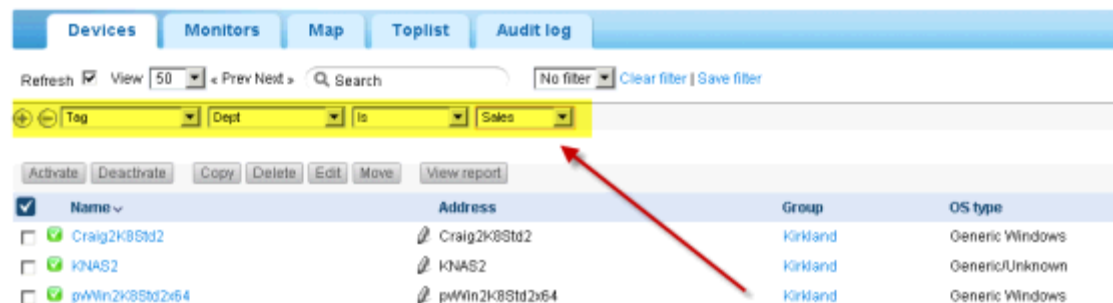 Devices Monitors Map Toplist Audit log
Refresh View 50 « Prev Next » Search No filter Clear filter | Save filter
Tag Dept Is Sales
Activate Deactivate Copy Delete Edit Move View report
Name Address Group OS type
Craig2K8Std2 Craig2K8Std2 Kirkland Generic Windows
KNAS2 KNAS2 Kirkland Generic/Unknown
pvWin2K8Std2x64 pvWin2K8Std2x64 Kirkland Generic Windows